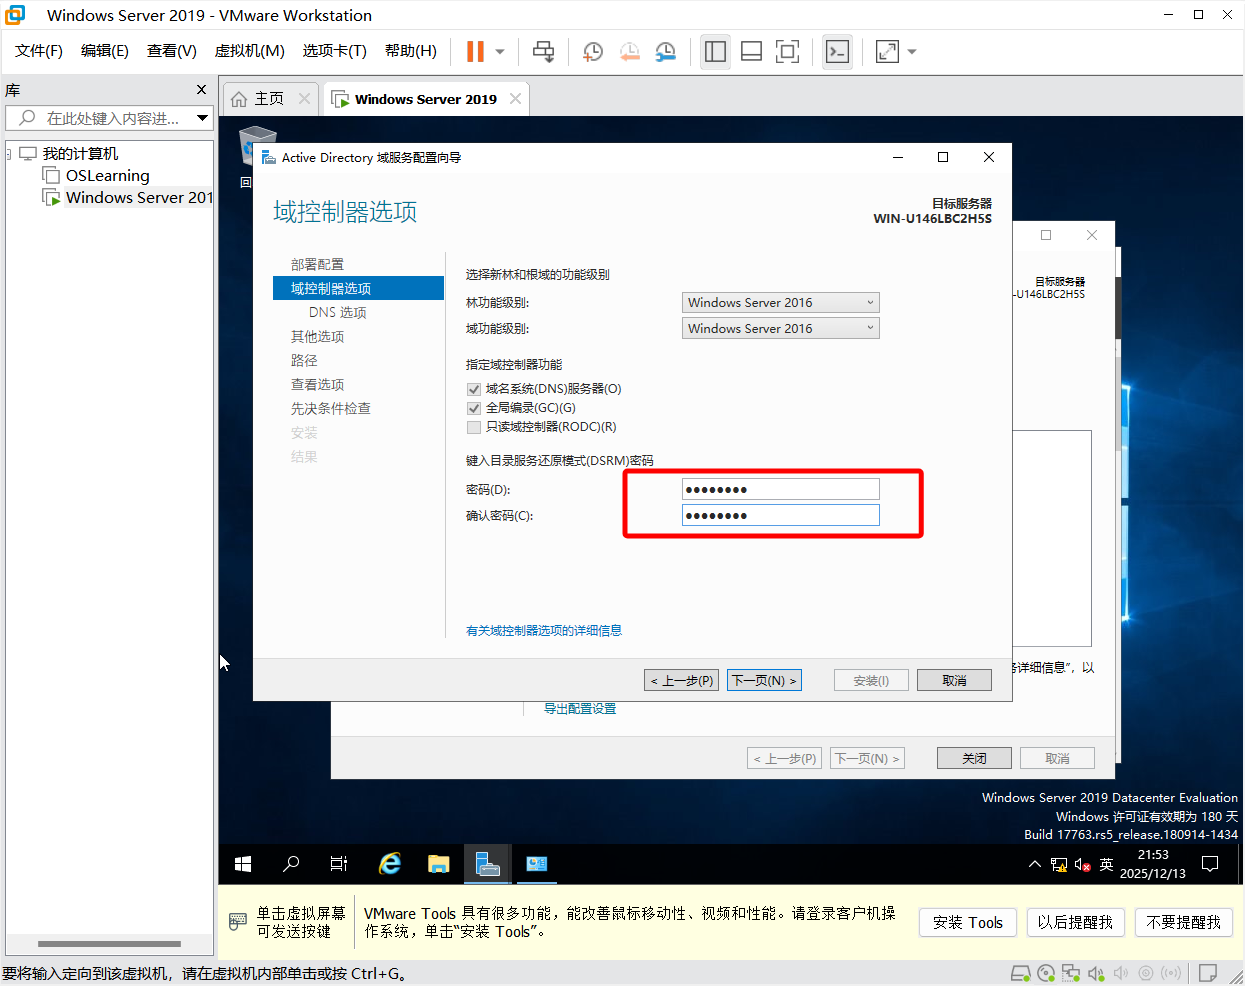 Windows Server 2019 - VMware Workstation
文件(F) 编辑(E) 查看(V) 虚拟机(M) 选项卡(T) 帮助(H)
库
在此处键入内容进...
我的计算机
OSLearning
Windows Server 201
主页
Windows Server 2019
回
Active Directory 域服务配置向导
域控制器选项
目标服务器
WIN-U146LBC2H5S
部署配置
域控制器选项
DNS 选项
其他选项
路径
查看选项
先决条件检查
安装
结果
选择新林和根域的功能级别
林功能级别: Windows Server 2016
域功能级别: Windows Server 2016
指定域控制器功能
域名系统(DNS)服务器(O)
全局编录(GC)(G)
只读域控制器(RODC)(R)
键入目录服务还原模式(DSRM)密码
密码(D): ●●●●●●●●
确认密码(C): ●●●●●●●●
有关域控制器选项的详细信息
< 上一步(P) 下一页(N) > 安装(I) 取消
目标服务器
-U146LBC2H5S
详细信息”，以
导出配置设置
< 上一步(P) 下一页(N) > 关闭 取消
Windows Server 2019 Datacenter Evaluation
Windows 许可证有效期为 180 天
Build 17763.rs5_release.180914-1434
英
21:53
2025/12/13
单击虚拟屏幕
可发送按键
VMware Tools 具有很多功能，能改善鼠标移动性、视频和性能。请登录客户机操
作系统，单击“安装 Tools”。
安装 Tools 以后提醒我 不要提醒我
要将输入定向到该虚拟机，请在虚拟机内部单击或按 Ctrl+G。